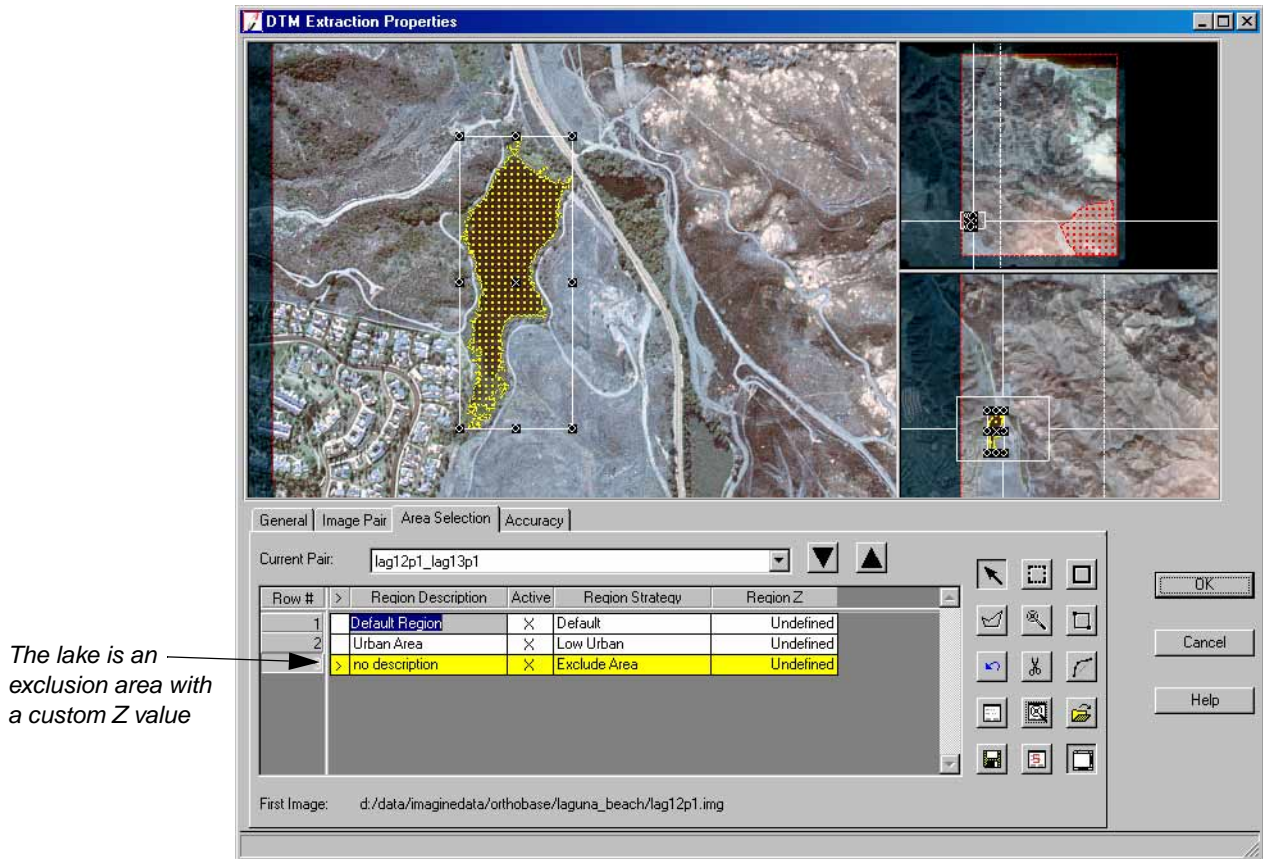 DTM Extraction Properties
General
Image Pair
Area Selection
Accuracy
Current Pair:
lag12p1_lag13p1
Row # > Region Description Active Region Strategy Region Z
1 Default Region X Default Undefined
2 Urban Area X Low Urban Undefined
> no description X Exclude Area Undefined
First Image: d:/data/imaginedata/orthobase/laguna_beach/lag12p1.img
OK
Cancel
Help
The lake is an
exclusion area with
a custom Z value